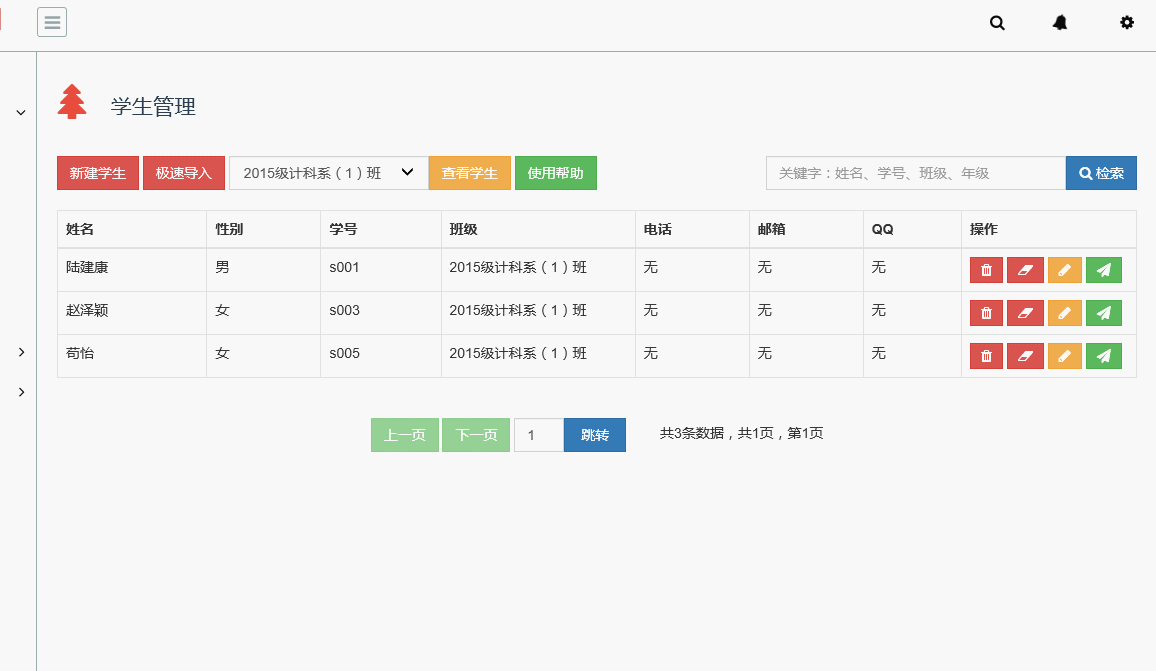 学生管理
新建学生 极速导入 2015级计科系（1）班 查看学生 使用帮助 关键字：姓名、学号、班级、年级 检索
姓名 性别 学号 班级 电话 邮箱 QQ 操作
陆建康 男 s001 2015级计科系（1）班 无 无 无
赵泽颖 女 s003 2015级计科系（1）班 无 无 无
苟怡 女 s005 2015级计科系（1）班 无 无 无
上一页 下一页 1 跳转 共3条数据，共1页，第1页